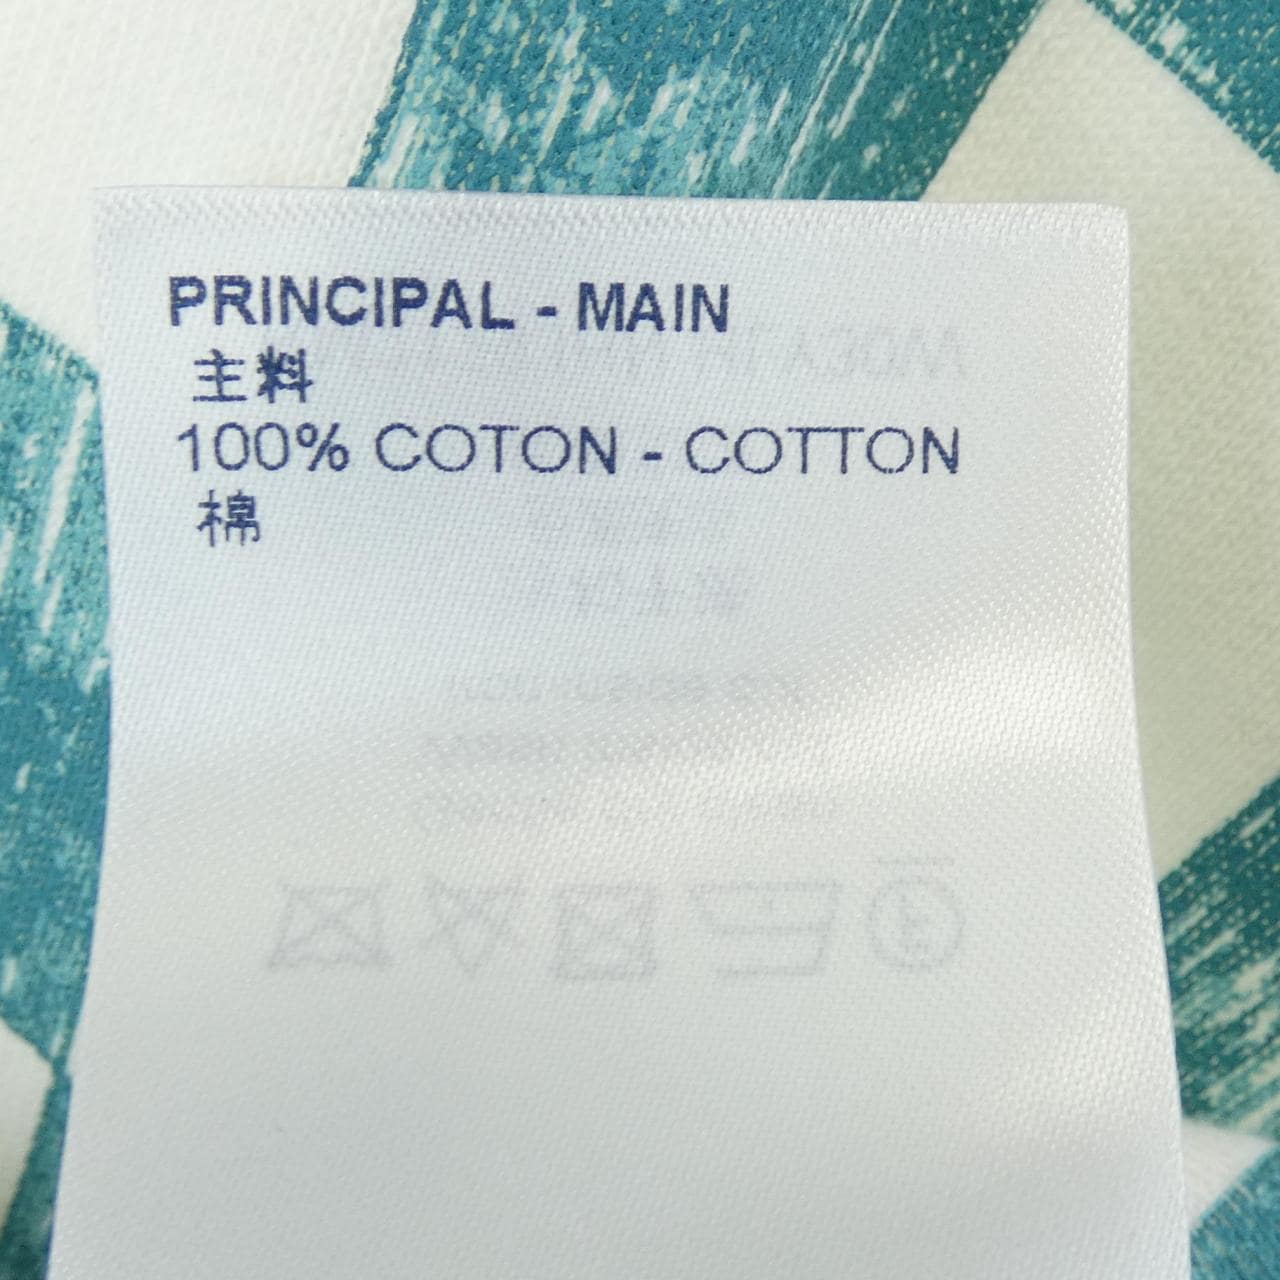 PRINCIPAL - MAIN
主料
100% COTON - COTTON
棉